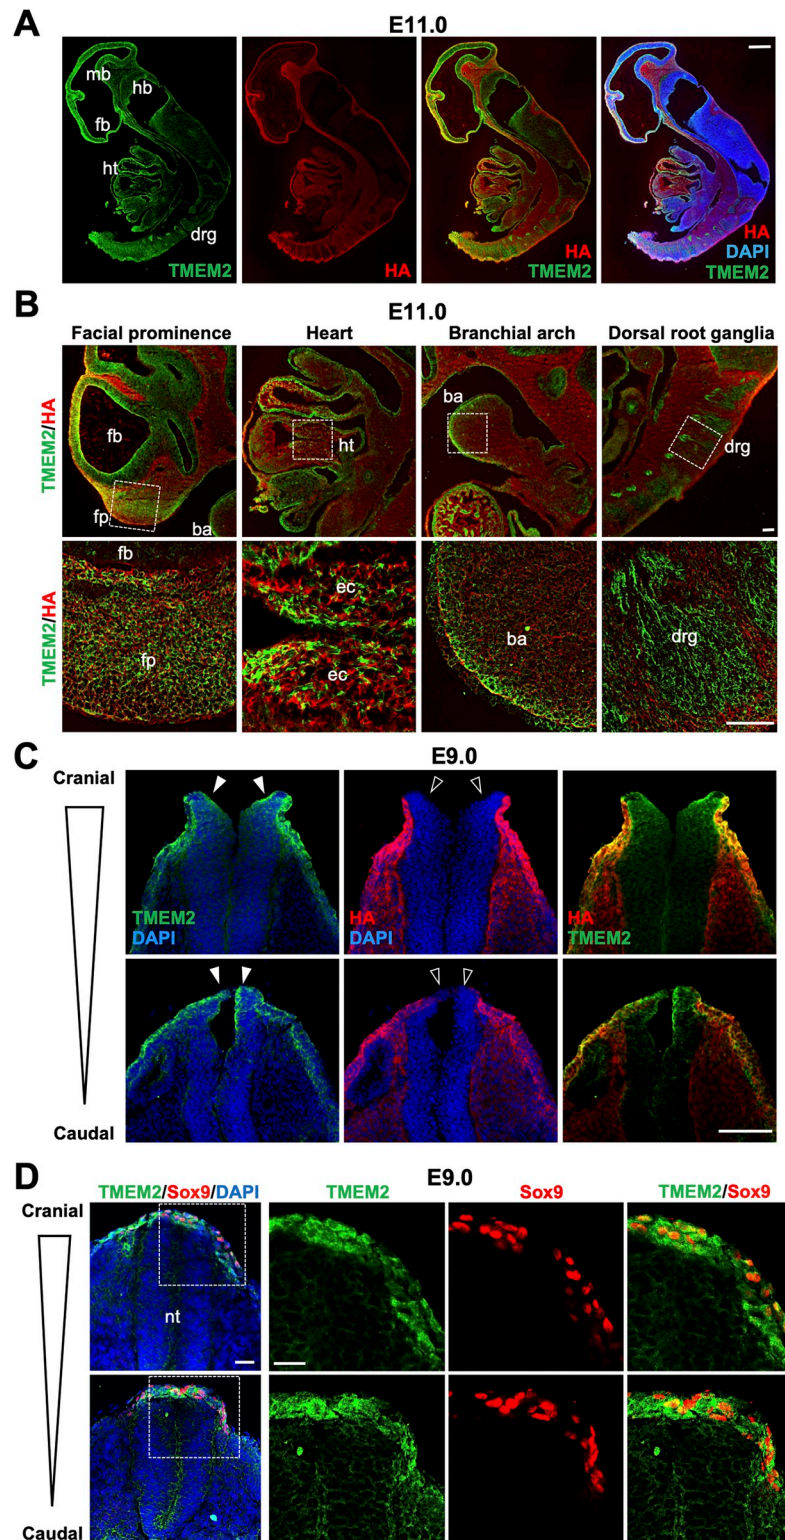 A
E11.0
mb
hb
fb
ht
drg
TMEM2
HA
HA
TMEM2
HA
DAPI
TMEM2
B
E11.0
Facial prominence
Heart
Branchial arch
Dorsal root ganglia
TMEM2/HA
fb
fp
ba
ht
ba
drg
TMEM2/HA
fb
fp
ec
ec
ba
drg
C
E9.0
Cranial
TMEM2
DAPI
HA
DAPI
HA
TMEM2
Caudal
D
E9.0
TMEM2/Sox9/DAPI
TMEM2
Sox9
TMEM2/Sox9
Cranial
nt
Caudal